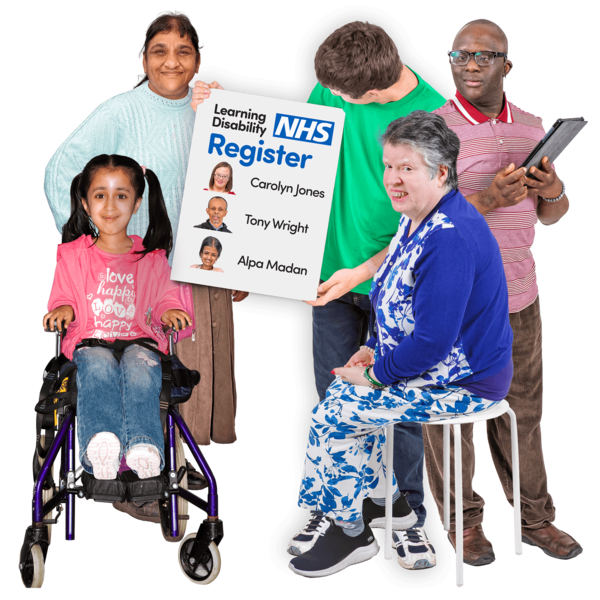 Learning
Disability NHS
Register
Carolyn Jones
Tony Wright
Alpa Madan
love
happy
LOVE
happy